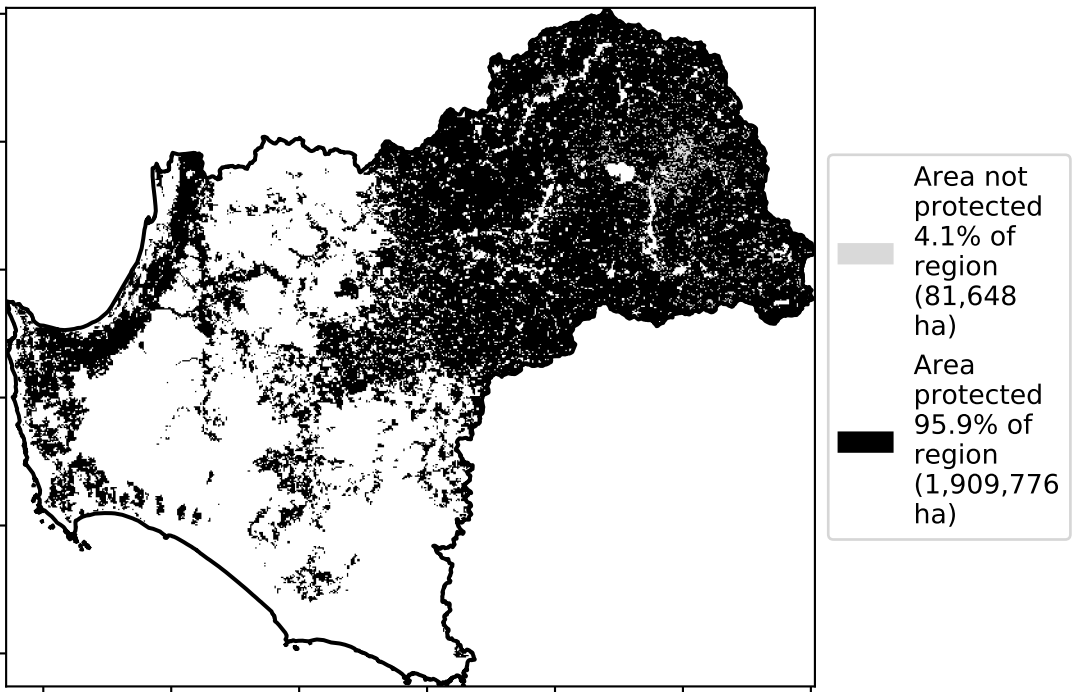 Area not
protected
4.1% of
region
(81,648
ha)
Area
protected
95.9% of
region
(1,909,776
ha)